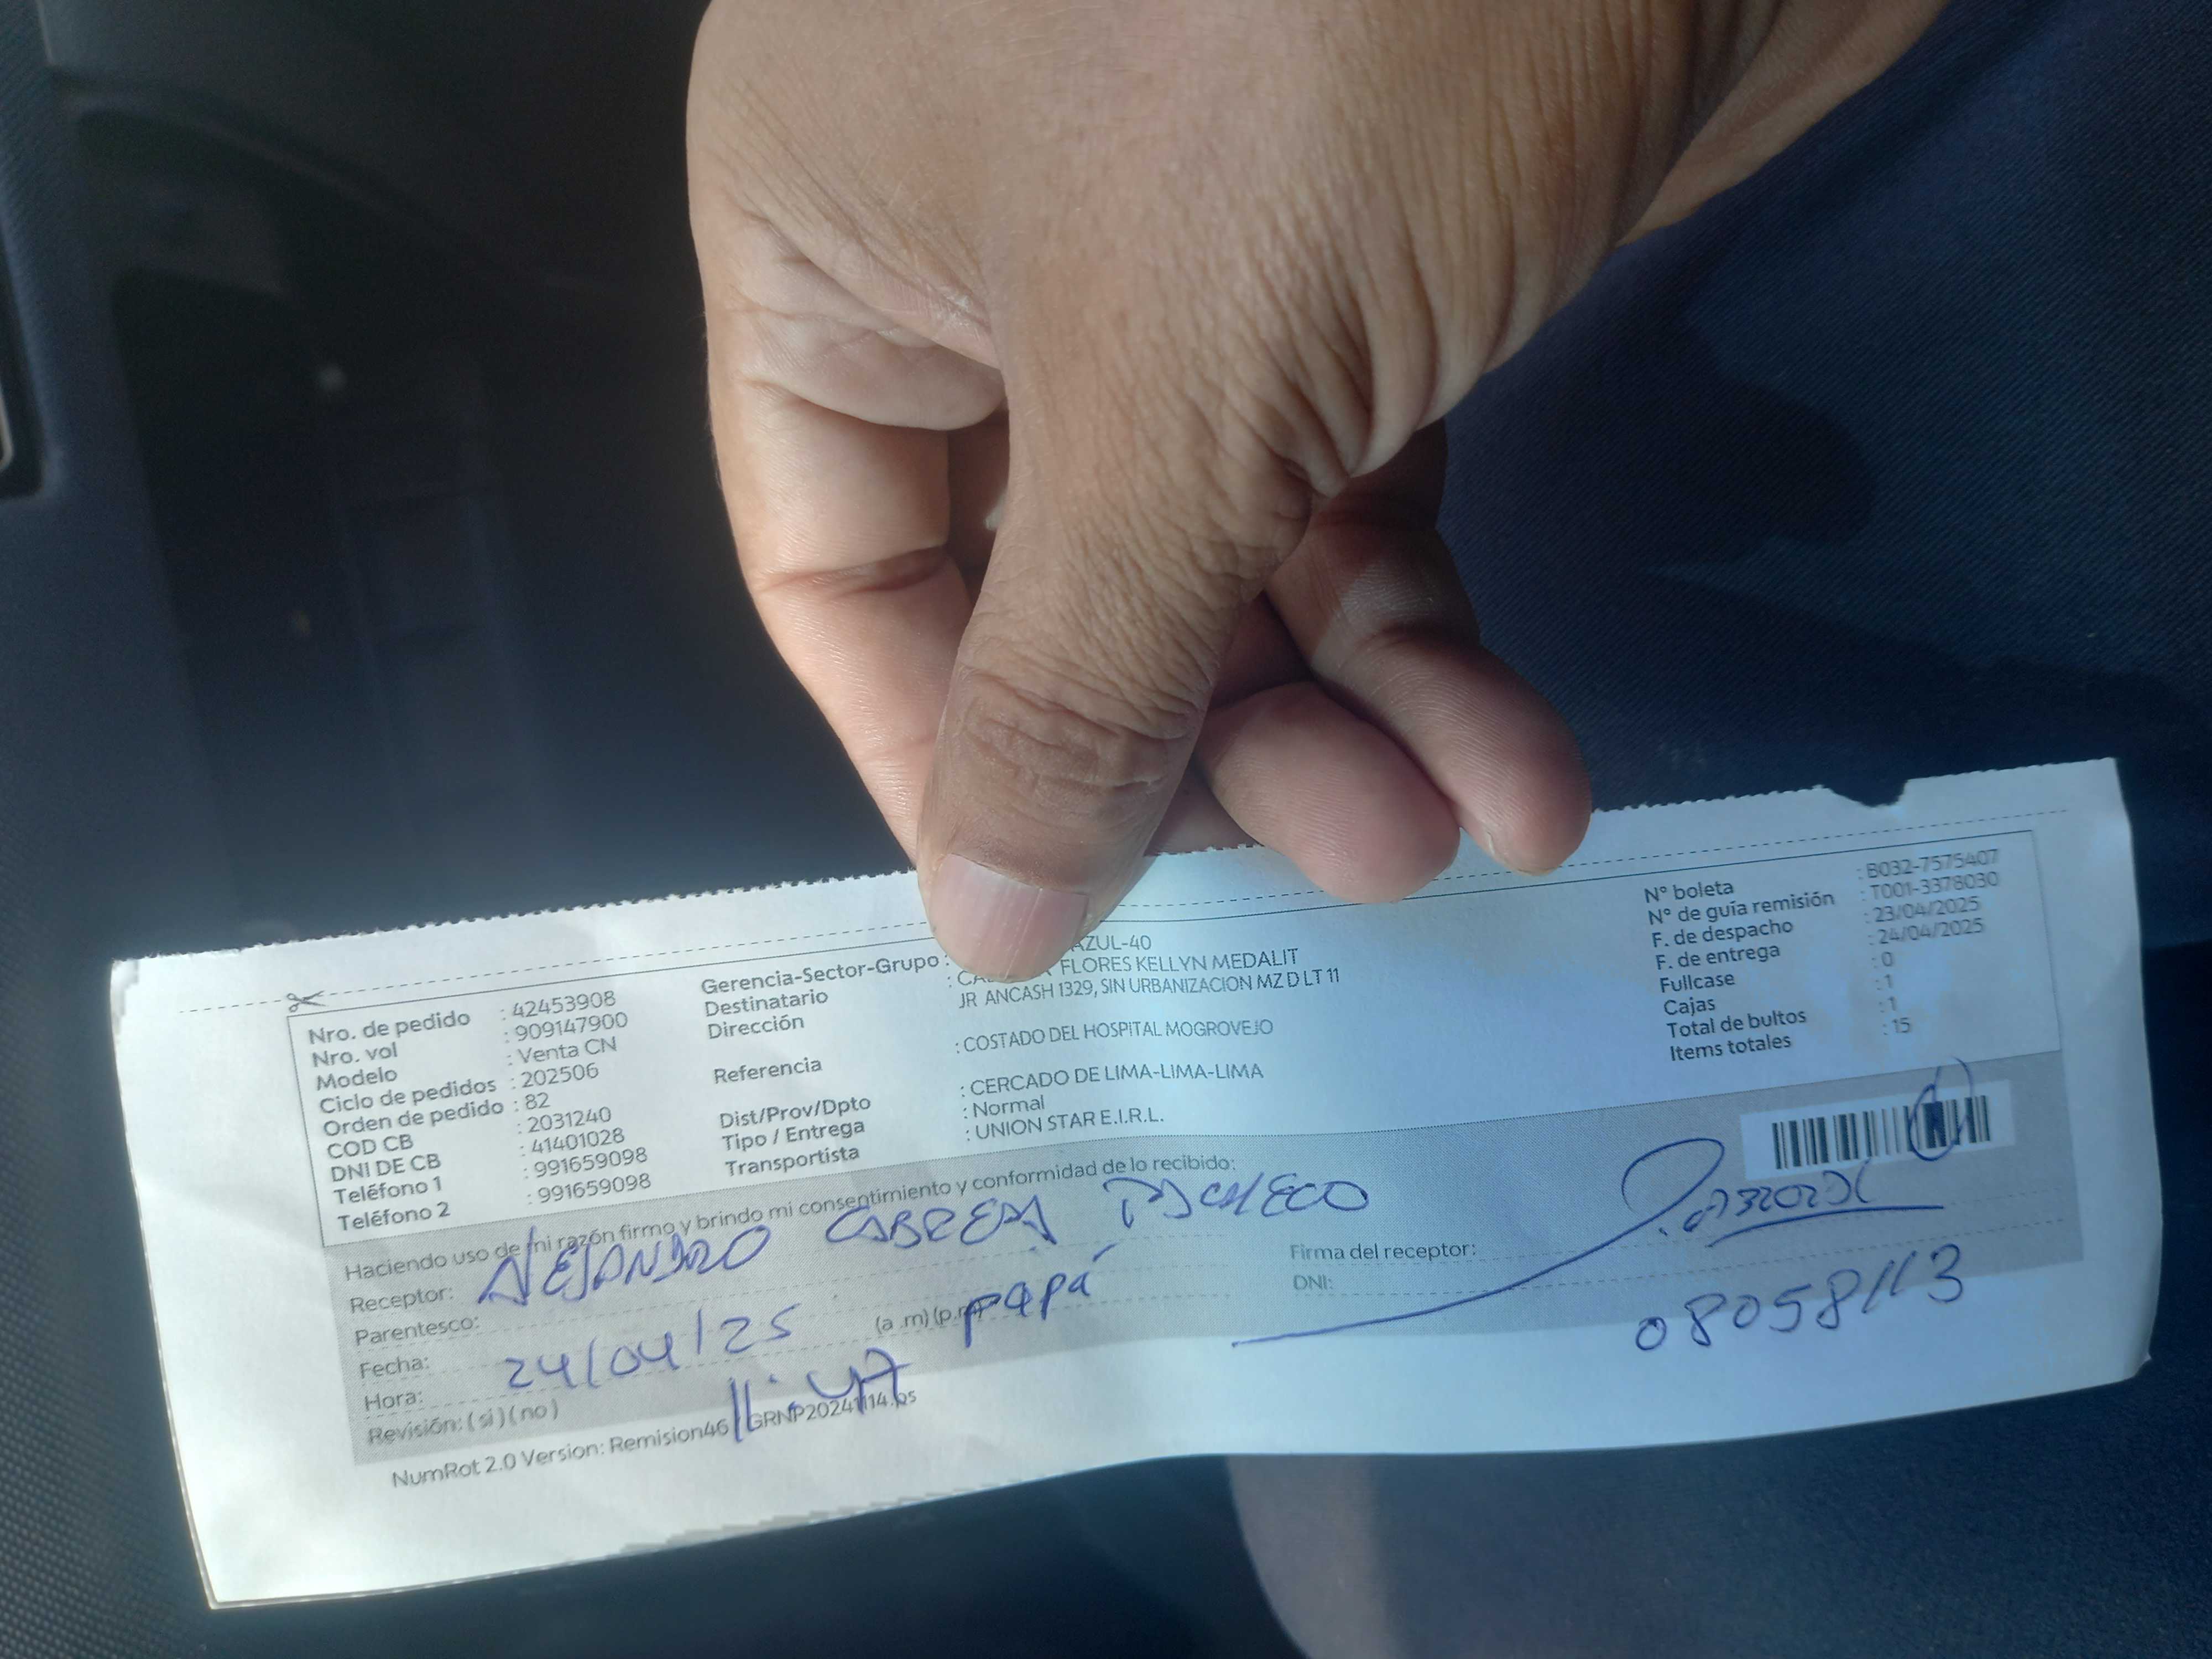 Nro. de pedido : 42453908
Nro. vol : 909147900
Modelo : Venta CN
Ciclo de pedidos : 202506
Orden de pedido : 82
COD CB : 2031240
DNI DE CB : 41401028
Teléfono 1 : 991659098
Teléfono 2 : 991659098
Gerencia-Sector-Grupo : AZUL-40
Destinatario : FLORES KELLYN MEDALIT
Dirección JR ANCASH 1329, SIN URBANIZACION MZ D LT 11
Referencia : COSTADO DEL HOSPITAL MOGROVEJO
Dist/Prov/Dpto : CERCADO DE LIMA-LIMA-LIMA
Tipo / Entrega : Normal
Transportista : UNION STAR E.I.R.L.
N° boleta : B032-7575407
N° de guía remisión : T001-3378030
F. de despacho : 23/04/2025
F. de entrega : 24/04/2025
Fullcase : 0
Cajas : 1
Total de bultos : 1
Items totales : 15
Haciendo uso de mi razón firmo y brindo mi consentimiento y conformidad de lo recibido:
Receptor: ALEJANDRO CABRERA PACHECO
Parentesco: papá
Fecha: 24/04/25
Hora: 11:47 (a .m) (p.m)
Revisión: ( si ) ( no )
Firma del receptor:
DNI: 08058113
NumRot 2.0 Version: Remision46